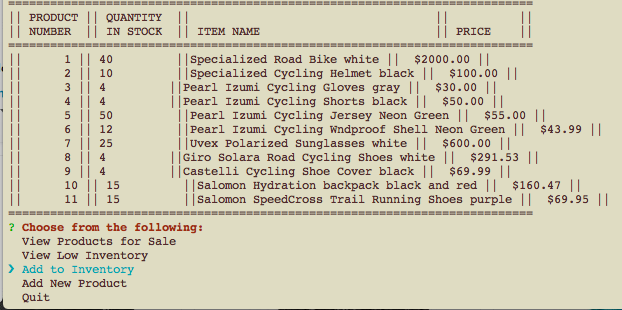 ==========================================================================
|| PRODUCT || QUANTITY || || ||
|| NUMBER || IN STOCK || ITEM NAME || PRICE ||
==========================================================================
|| 1 || 40 ||Specialized Road Bike white || $2000.00 ||
|| 2 || 10 ||Specialized Cycling Helmet black || $100.00 ||
|| 3 || 4 ||Pearl Izumi Cycling Gloves gray || $30.00 ||
|| 4 || 4 ||Pearl Izumi Cycling Shorts black || $50.00 ||
|| 5 || 50 ||Pearl Izumi Cycling Jersey Neon Green || $55.00 ||
|| 6 || 12 ||Pearl Izumi Cycling Wndproof Shell Neon Green || $43.99 ||
|| 7 || 25 ||Uvex Polarized Sunglasses white || $600.00 ||
|| 8 || 4 ||Giro Solara Road Cycling Shoes white || $291.53 ||
|| 9 || 4 ||Castelli Cycling Shoe Cover black || $69.99 ||
|| 10 || 15 ||Salomon Hydration backpack black and red || $160.47 ||
|| 11 || 15 ||Salomon SpeedCross Trail Running Shoes purple || $69.95 ||
==========================================================================
? Choose from the following:
View Products for Sale
View Low Inventory
❯ Add to Inventory
Add New Product
Quit